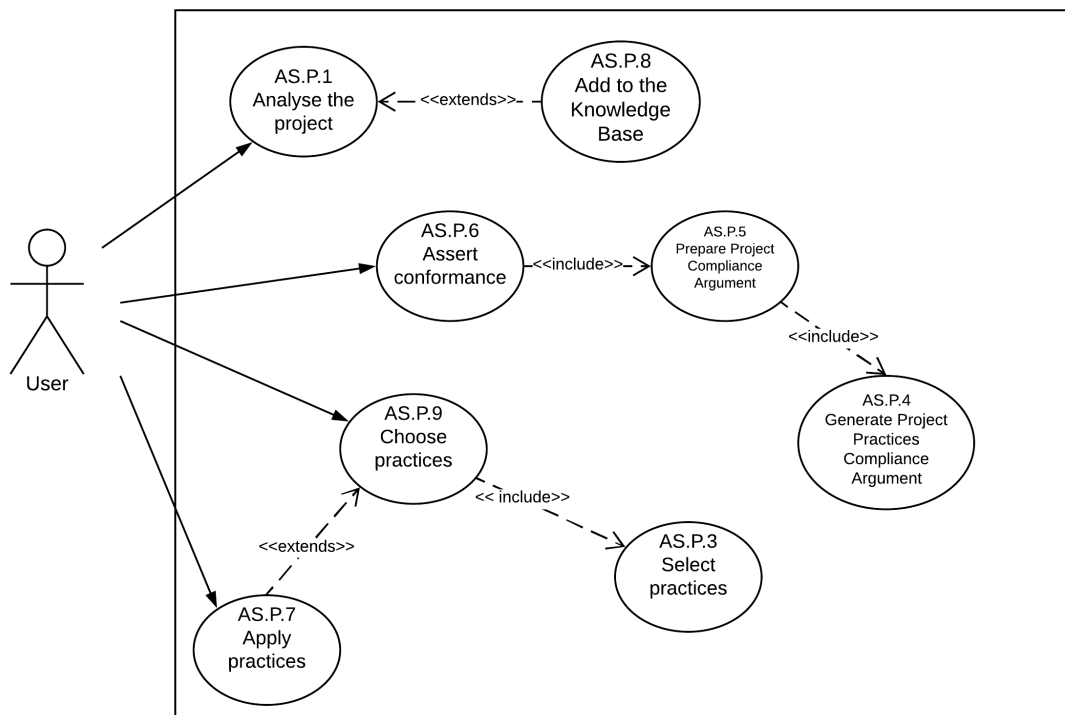 AS.P.1
Analyse the
project
<<extends>>
AS.P.8
Add to the
Knowledge
Base
AS.P.6
Assert
conformance
<<include>>
AS.P.5
Prepare Project
Compliance
Argument
<<include>>
User
AS.P.9
Choose
practices
AS.P.4
Generate Project
Practices
Compliance
Argument
<< include>>
<<extends>>
AS.P.3
Select
practices
AS.P.7
Apply
practices